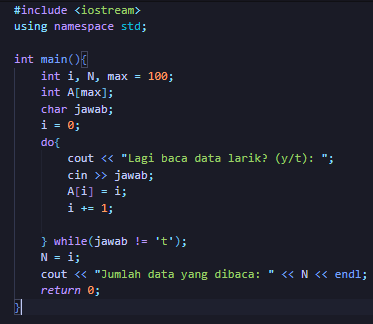 #include <iostream>
using namespace std;
int main(){
int i, N, max = 100;
int A[max];
char jawab;
i = 0;
do{
cout << "Lagi baca data larik? (y/t): ";
cin >> jawab;
A[i] = i;
i += 1;
} while(jawab != 't');
N = i;
cout << "Jumlah data yang dibaca: " << N << endl;
return 0;
}